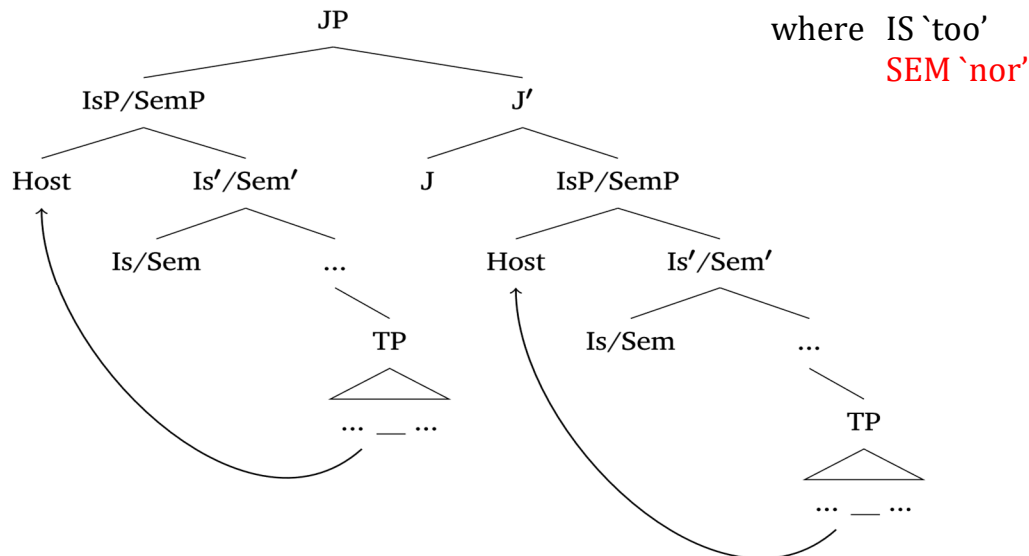 JP
where IS `too'
SEM `nor'
IsP/SemP J′
Host Is′/Sem′ J IsP/SemP
Is/Sem ... Host Is′/Sem′
TP Is/Sem ...
... __ ... TP
... __ ...